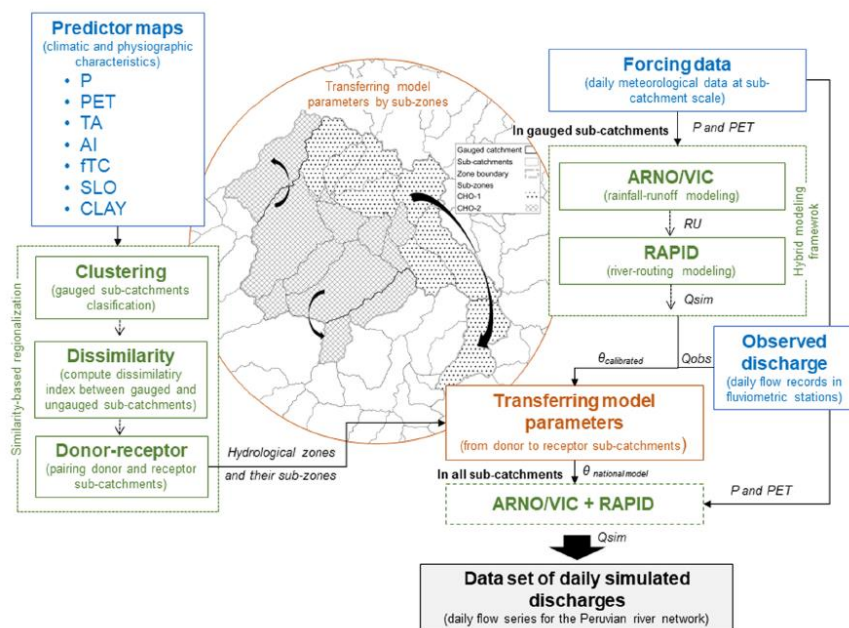 Predictor maps
(climatic and physiographic
characteristics)
• P
• PET
• TA
• AI
• fTC
• SLO
• CLAY
Similarity-based regionalization
Clustering
(gauged sub-catchments
clasification)
Dissimilarity
(compute dissimilatiry
index between gauged and
ungauged sub-catchments)
Donor-receptor
(pairing donor and receptor
sub-catchments)
Hydrological zones
and their sub-zones
Transferring model
parameters by sub-zones
Gauged catchment
Sub-catchments
Zone boundary
Sub-zones
CHO-1
CHO-2
Forcing data
(daily meteorological data at sub-
catchment scale)
In gauged sub-catchments
P and PET
ARNO/VIC
(rainfall-runoff modeling)
RU
RAPID
(river-routing modeling)
Qsim
Hybrid modeling
framewrok
θcalibrated
Qobs
Observed
discharge
(daily flow records in
fluviometric stations)
Transferring model
parameters
(from donor to receptor sub-catchments)
In all sub-catchments
θ national model
P and PET
ARNO/VIC + RAPID
Qsim
Data set of daily simulated
discharges
(daily flow series for the Peruvian river network)